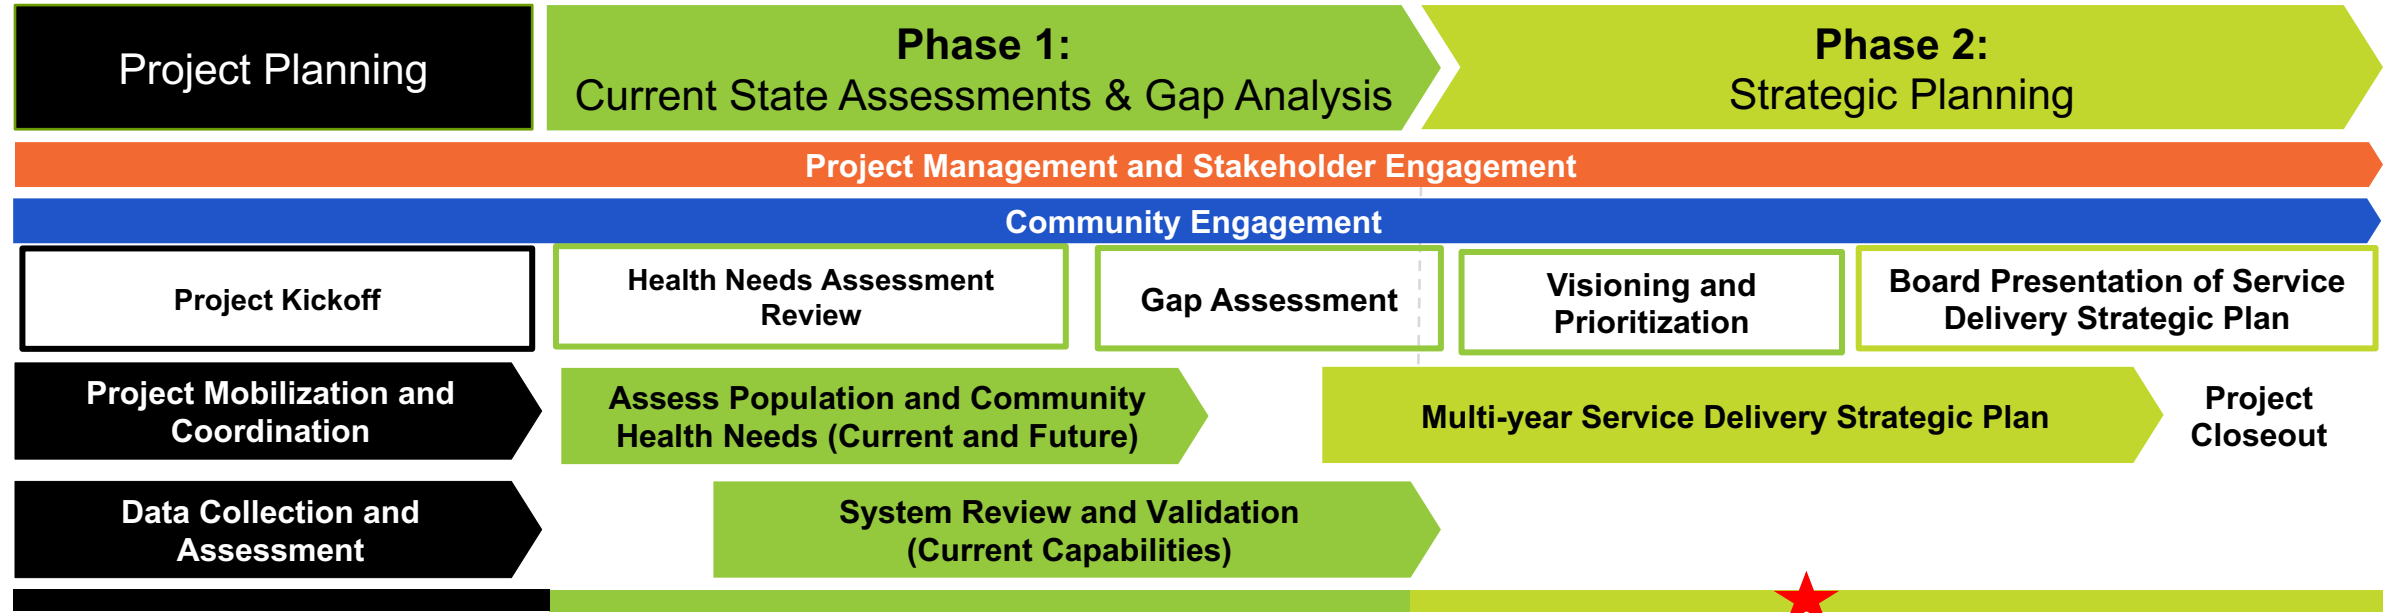 Project Planning
Phase 1:
Current State Assessments & Gap Analysis
Phase 2:
Strategic Planning
Project Management and Stakeholder Engagement
Community Engagement
Project Kickoff
Health Needs Assessment
Review
Gap Assessment
Visioning and
Prioritization
Board Presentation of Service
Delivery Strategic Plan
Project Mobilization and
Coordination
Assess Population and Community
Health Needs (Current and Future)
Multi-year Service Delivery Strategic Plan
Project
Closeout
Data Collection and
Assessment
System Review and Validation
(Current Capabilities)